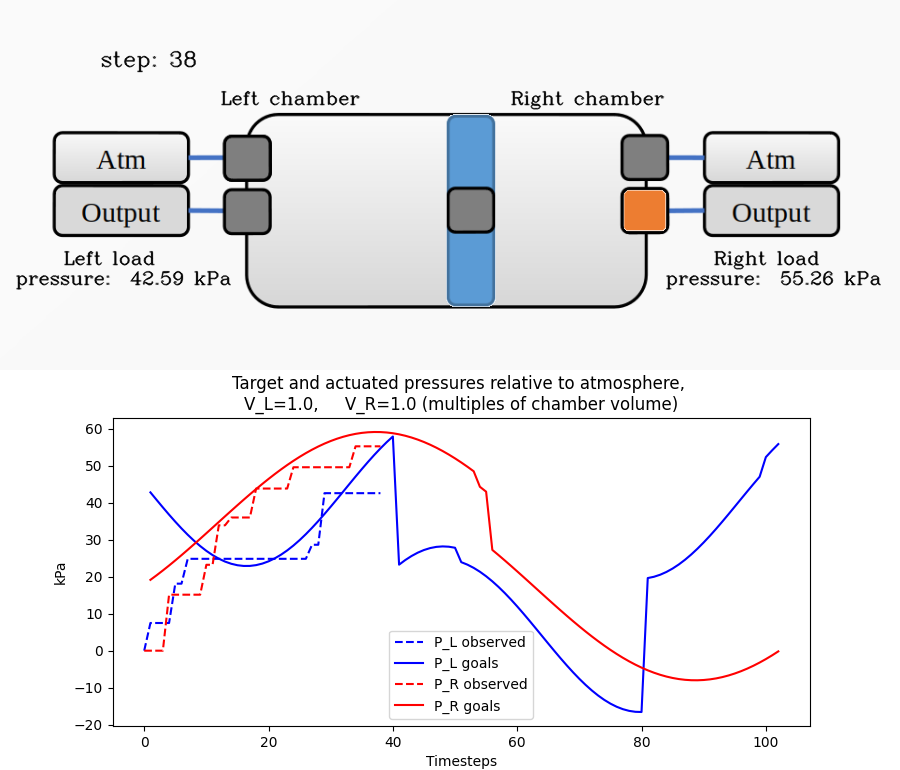 step: 38
Left chamber
Right chamber
Atm
Atm
Output
Output
Left load
pressure: 42.59 kPa
Right load
pressure: 55.26 kPa
Target and actuated pressures relative to atmosphere,
V_L=1.0, V_R=1.0 (multiples of chamber volume)
60
50
40
30
20
10
0
−10
−20
kPa
P_L observed
P_L goals
P_R observed
P_R goals
0 20 40 60 80 100
Timesteps